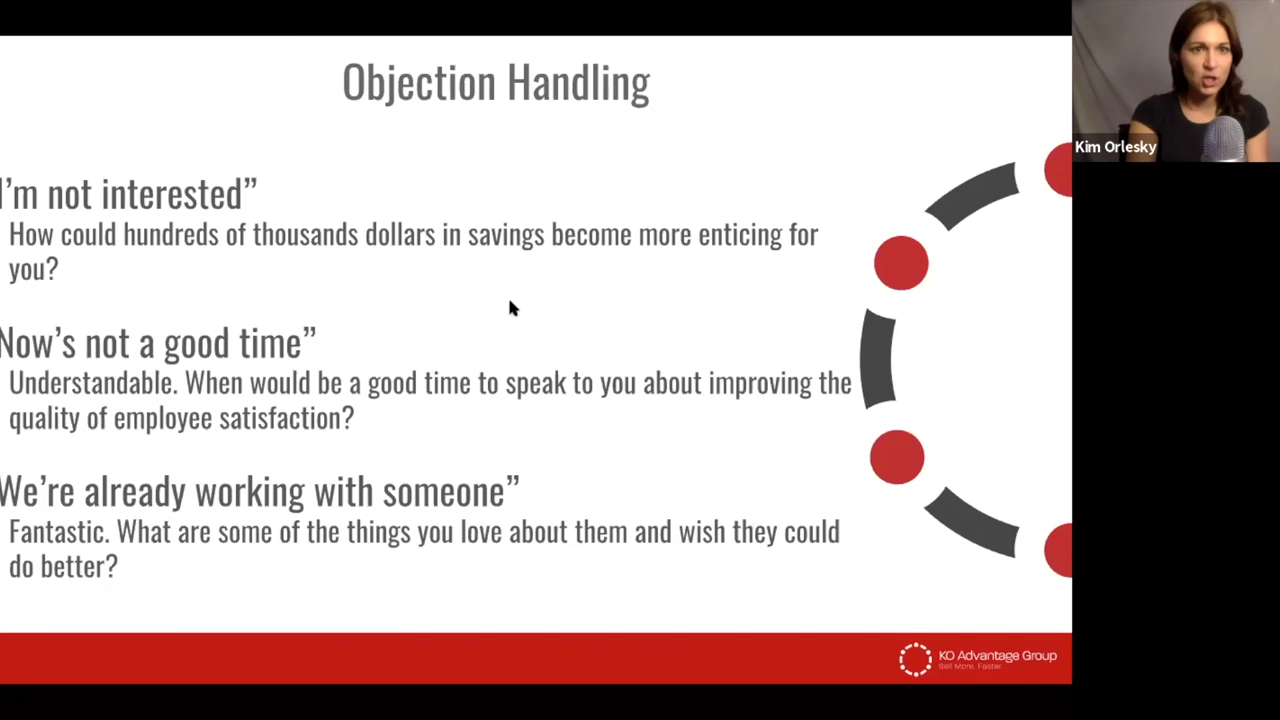 Objection Handling
I'm not interested”
How could hundreds of thousands dollars in savings become more enticing for
you?
Now's not a good time”
Understandable. When would be a good time to speak to you about improving the
quality of employee satisfaction?
We're already working with someone”
Fantastic. What are some of the things you love about them and wish they could
do better?
Kim Orlesky
KO Advantage Group
Sell More. Faster.